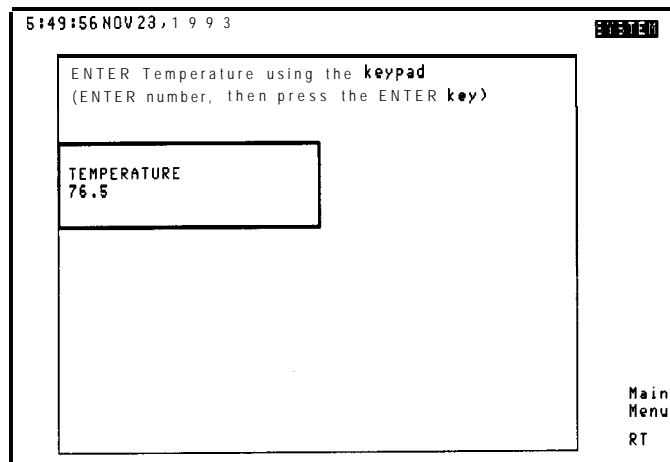 5:49:56 NOV 23, 1993
SYSTEM
ENTER Temperature using the keypad
(ENTER number, then press the ENTER key)
TEMPERATURE
76.5
Main
Menu
RT